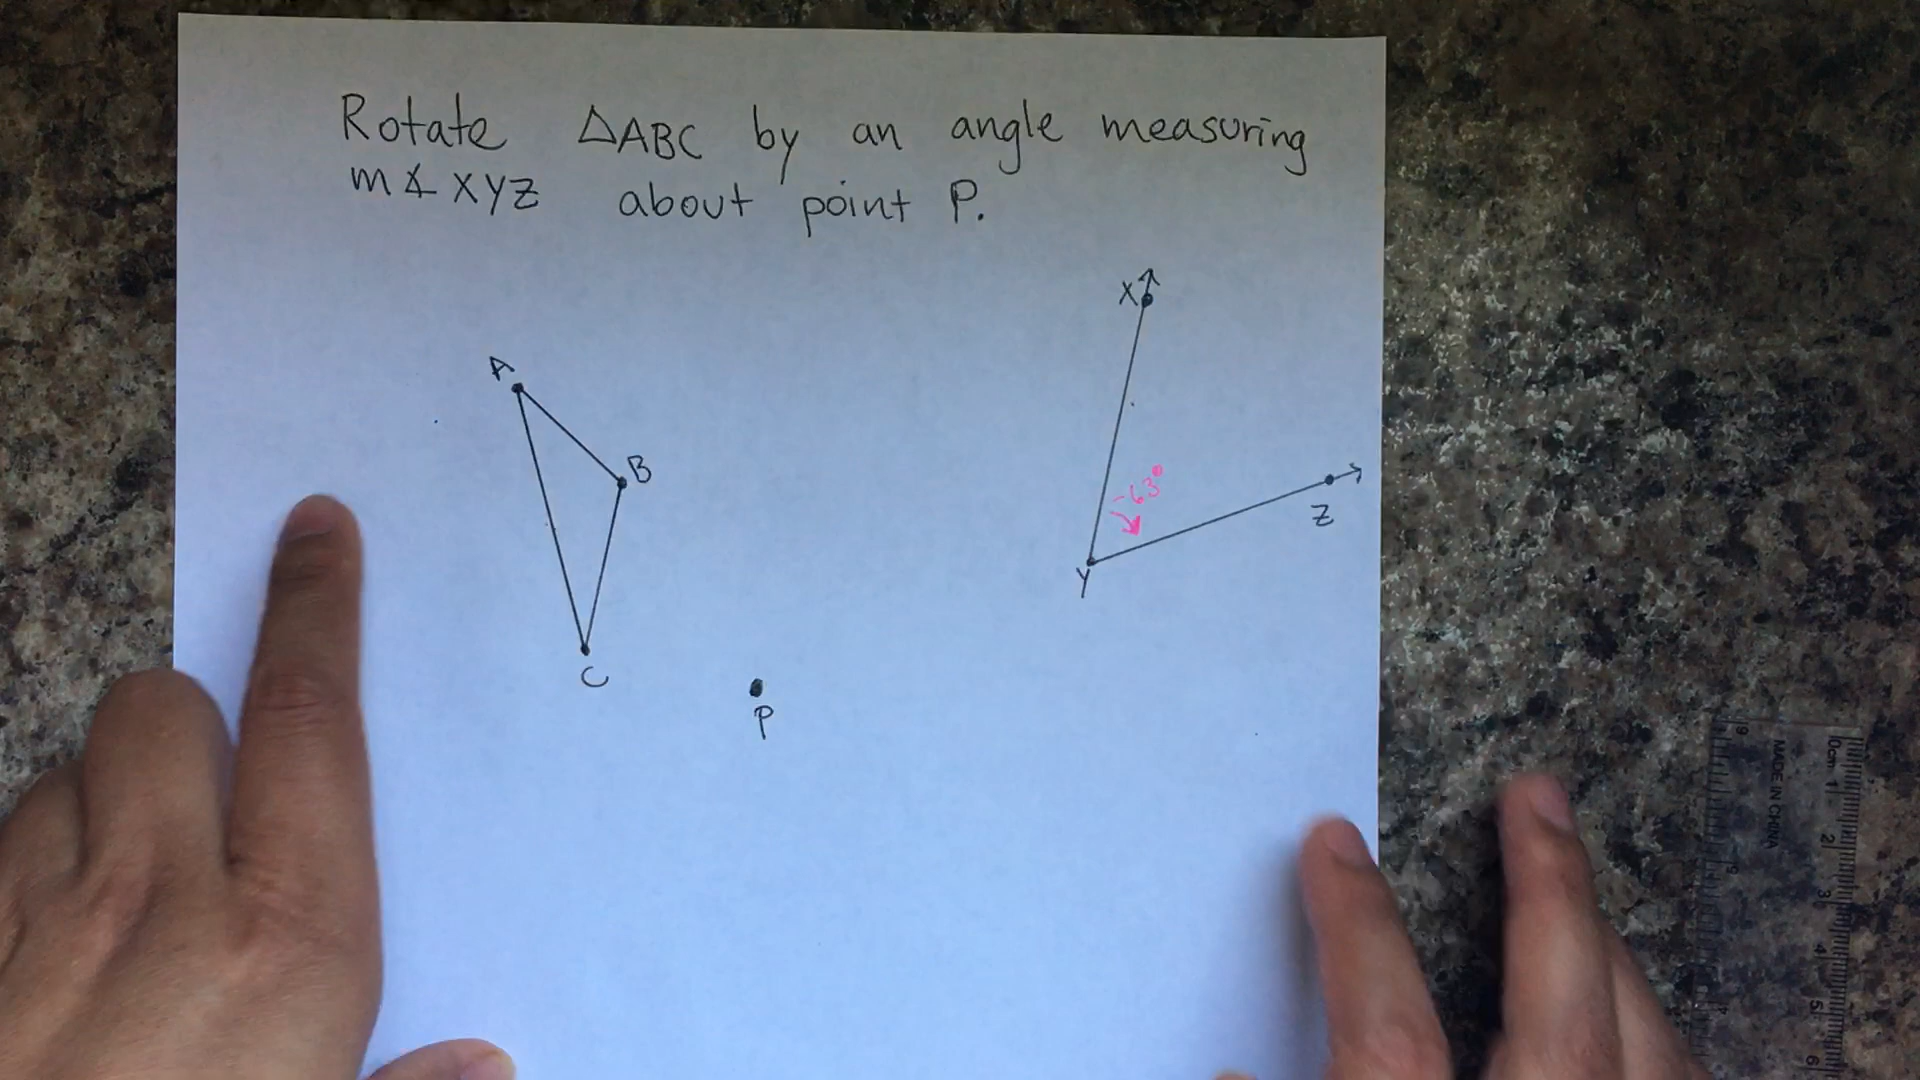 Rotate △ABC by an angle measuring
m∡XYZ about point P.
X
A
B
-63°
Z
Y
C
P
MADE IN CHINA
0cm 1 2 3 4 5 6